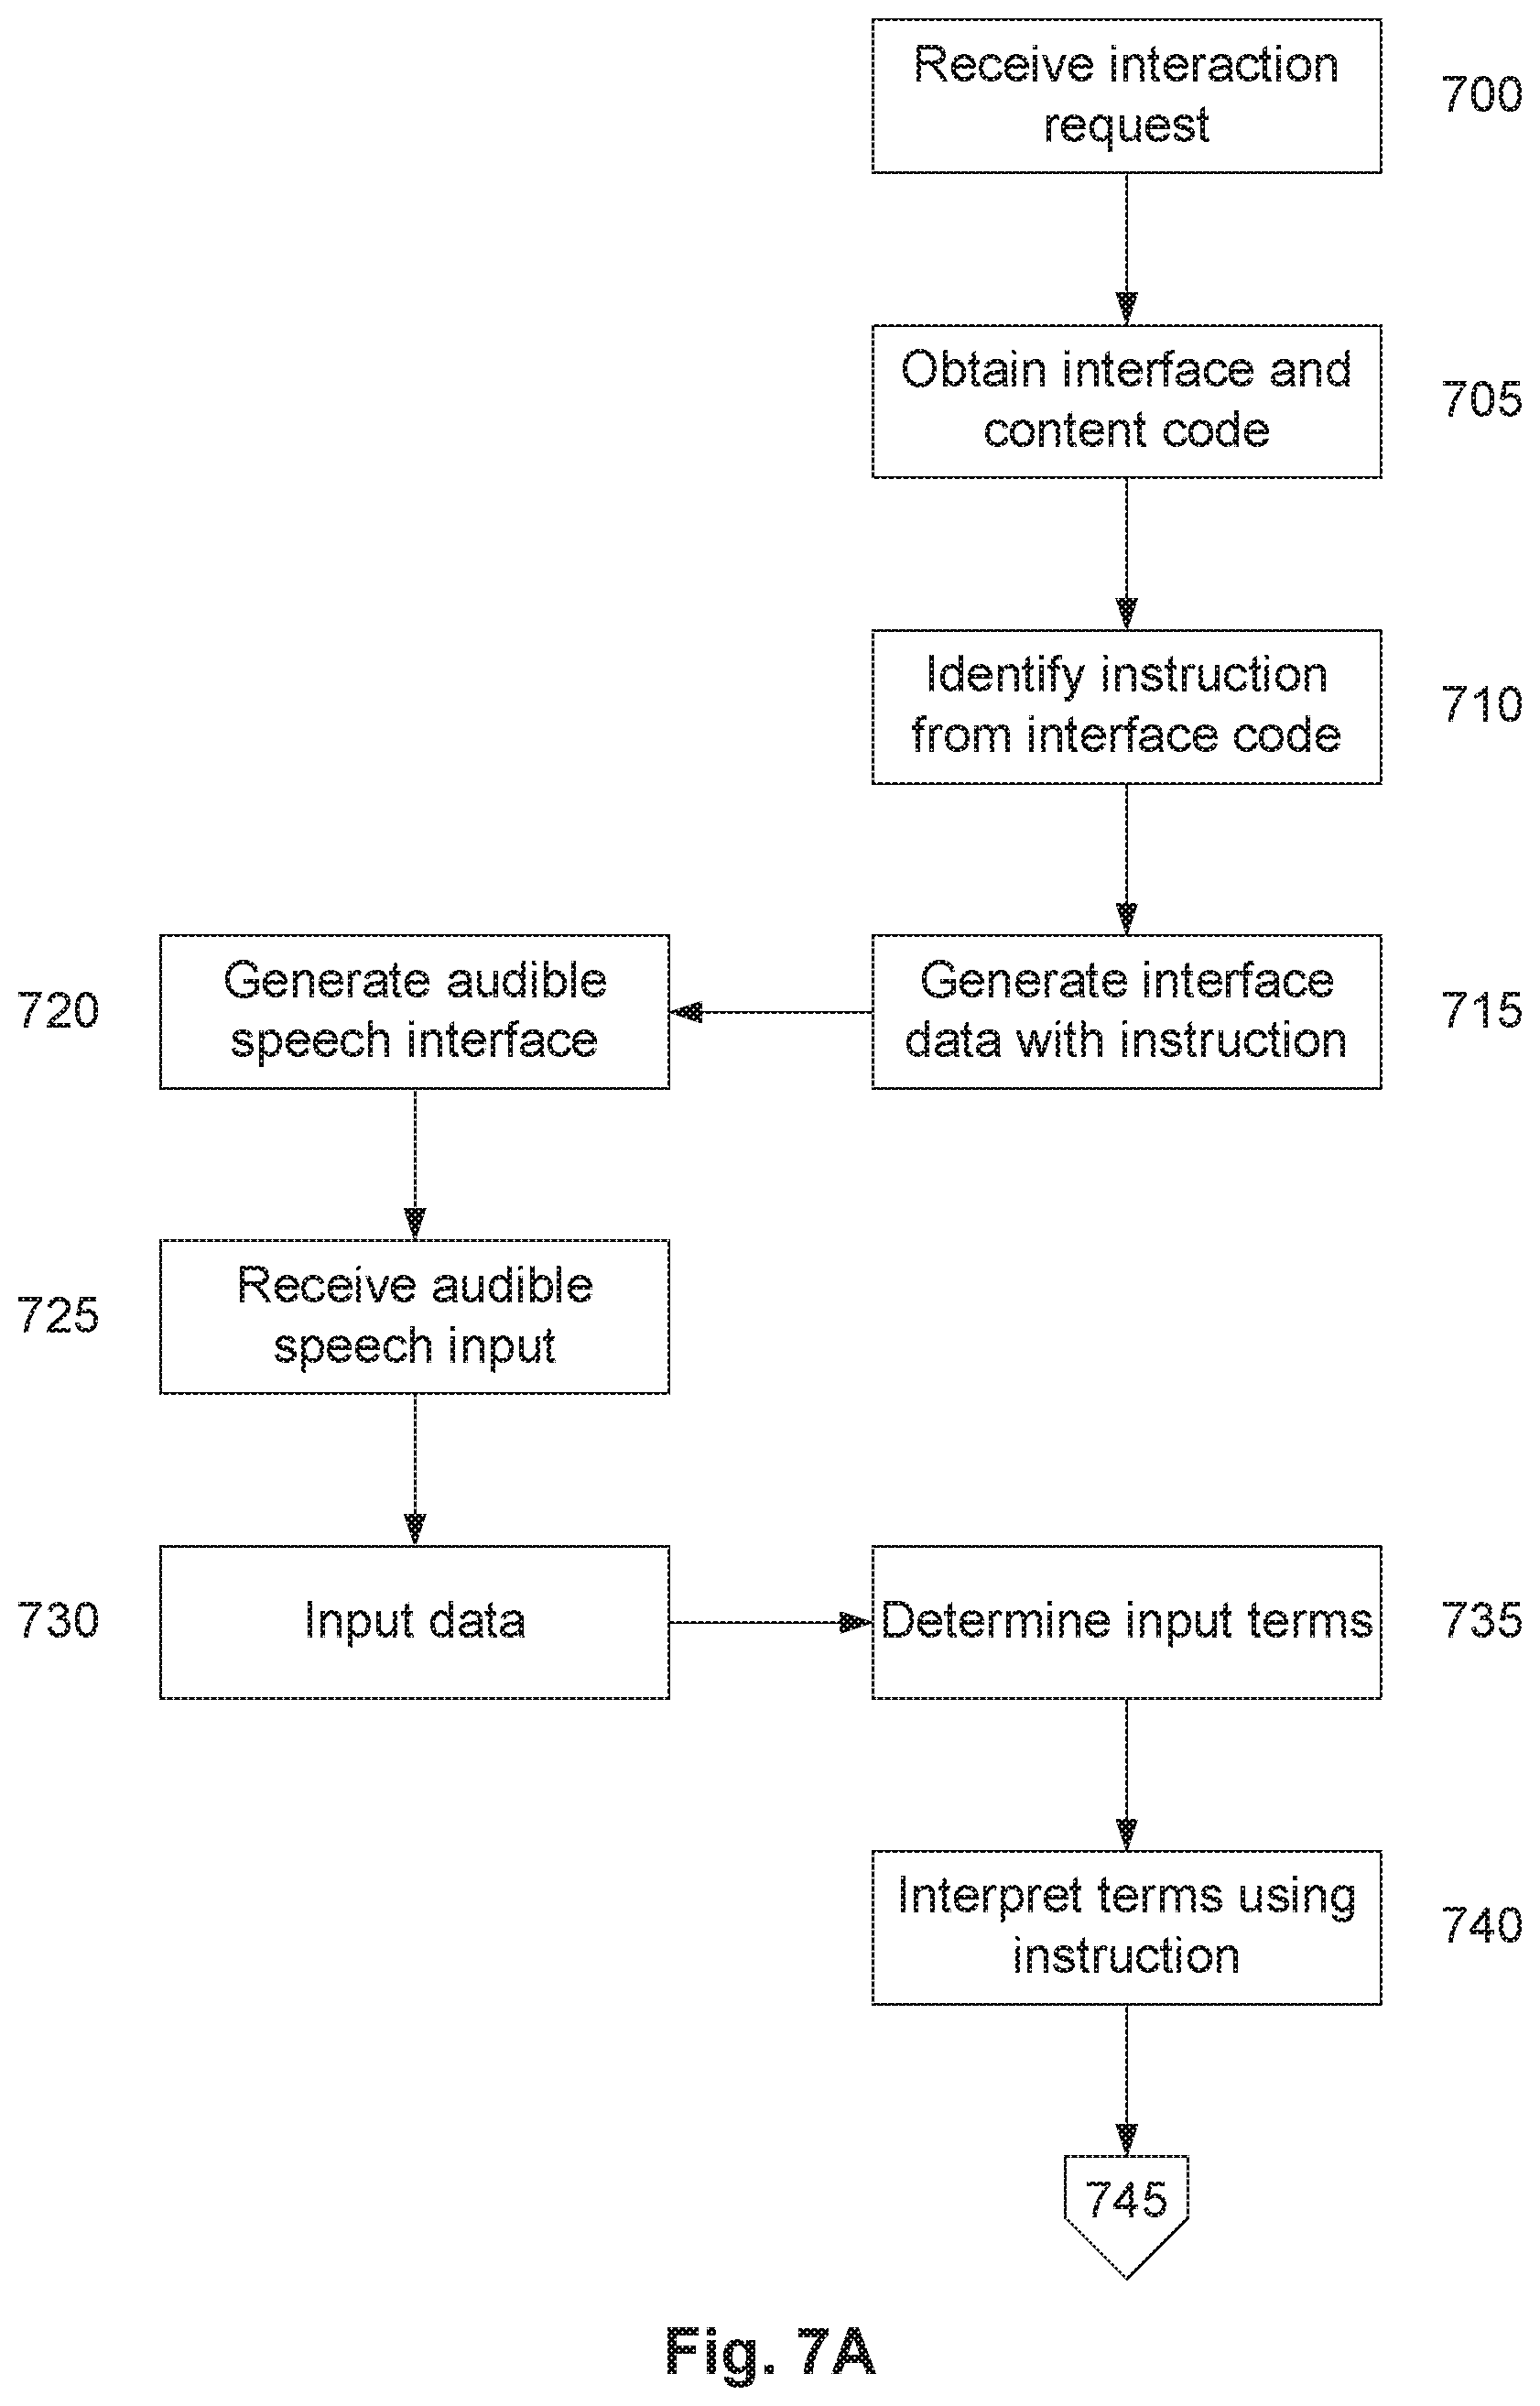 Receive interaction
request
700
Obtain interface and
content code
705
Identify instruction
from interface code
710
Generate interface
data with instruction
715
720
Generate audible
speech interface
725
Receive audible
speech input
730
Input data
Determine input terms
735
Interpret terms using
instruction
740
745
Fig. 7A